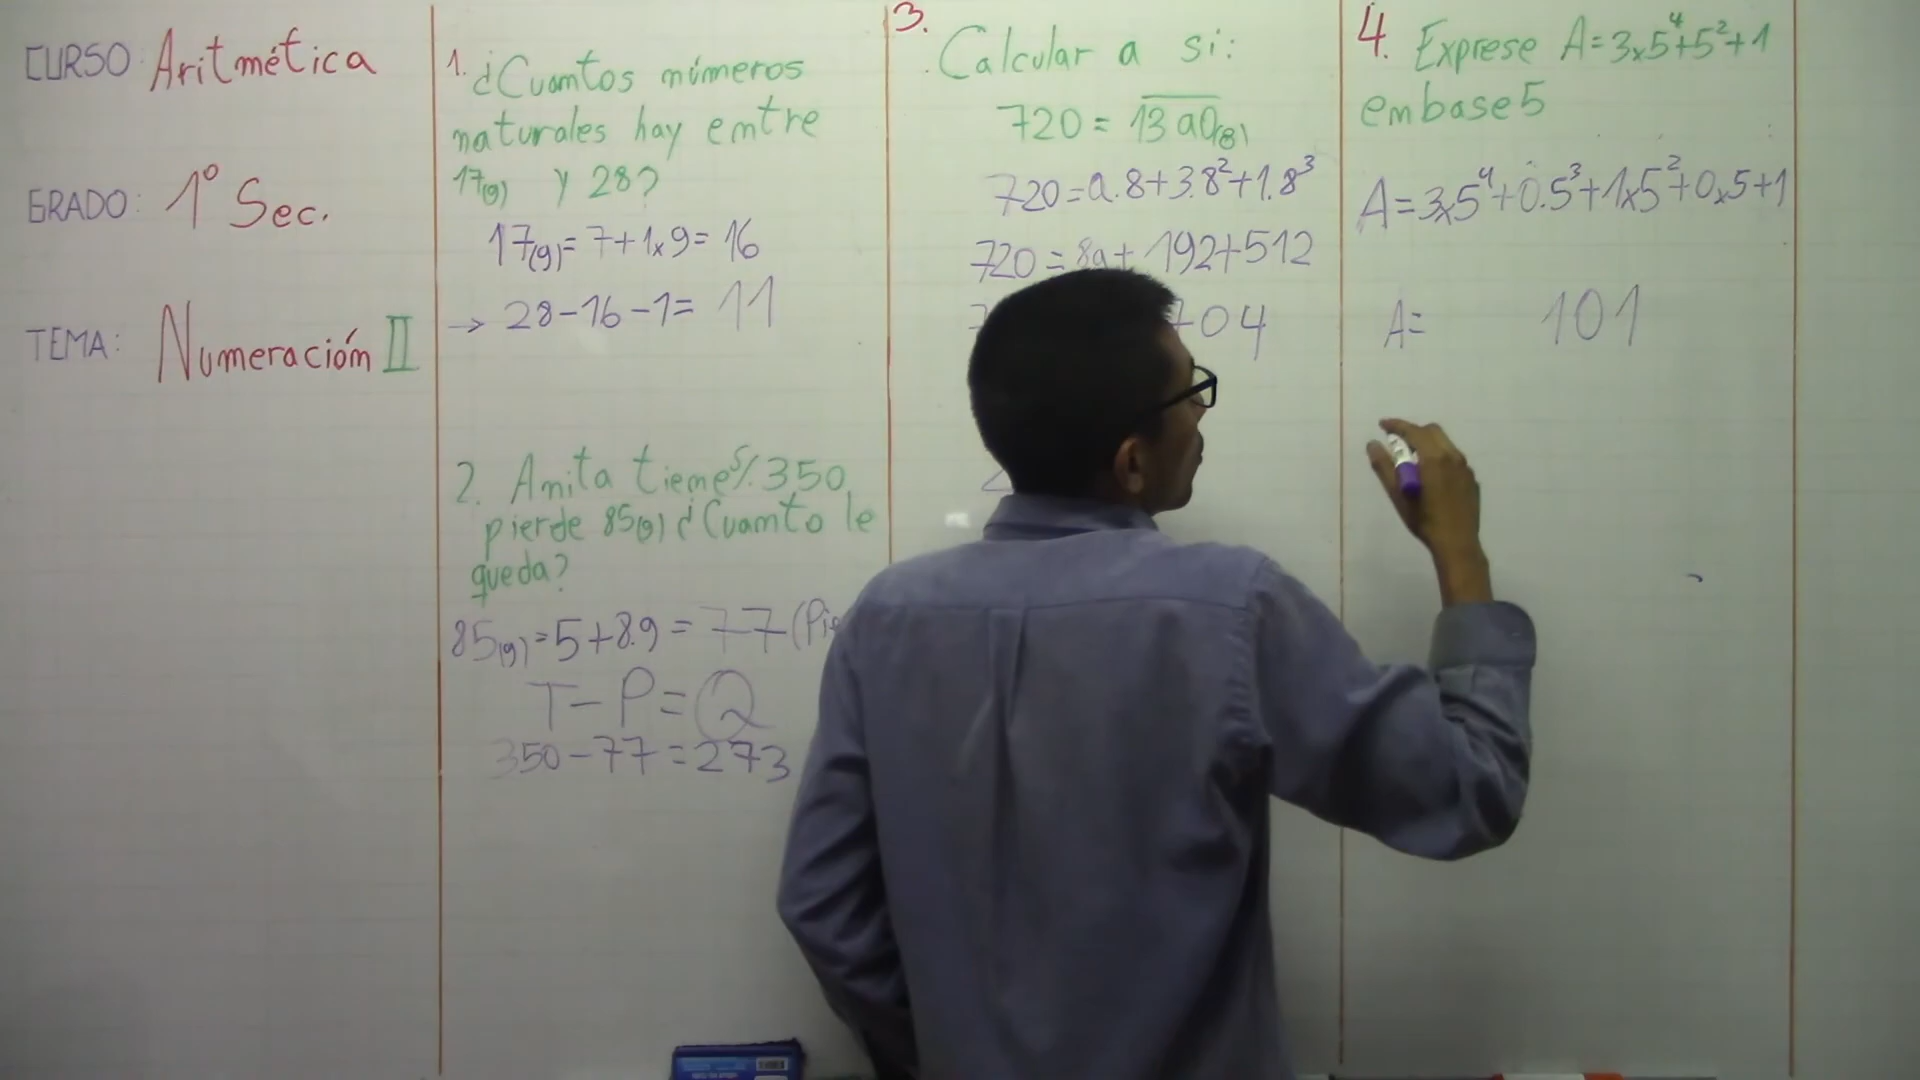 CURSO: Aritmética
GRADO: 1° Sec.
TEMA: Numeración II
1. ¿Cuantos números
naturales hay entre
17(9) y 28?
17(9) = 7+1x9 = 16
→ 28-16-1= 11
2. Anita tiene S/. 350
pierde 85(9) ¿Cuanto le
queda?
85(9) = 5+8.9 = 77 (Pie
T-P=Q
350-77=273
3.
Calcular a si:
720 = 13a0(8)
720=a.8+3.8²+1.8³
720=8a+192+512
704
4. Exprese A=3x5⁴+5²+1
en base 5
A=3x5⁴+0.5³+1x5²+0x5+1
A= 101